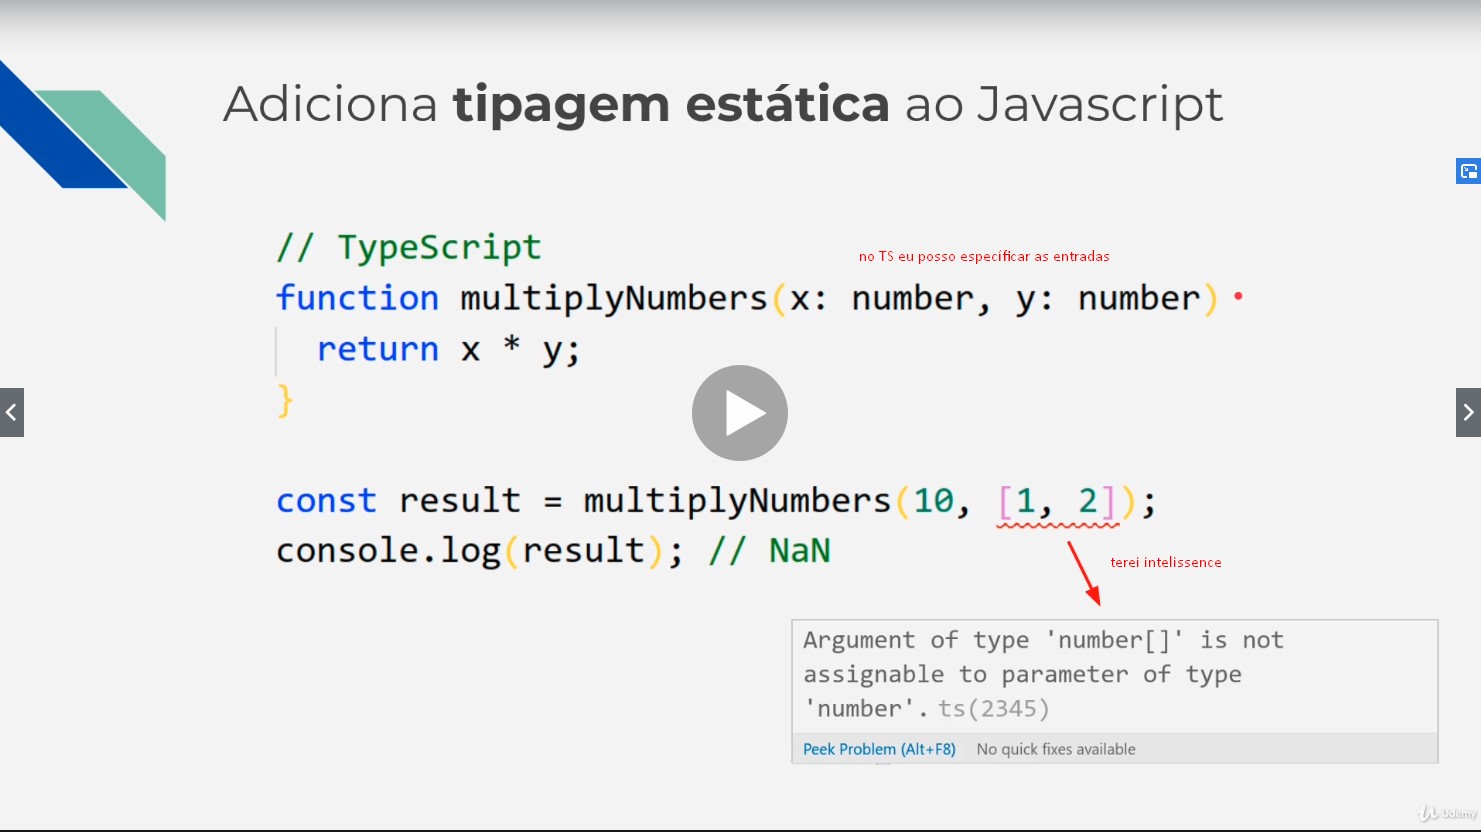 Adiciona tipagem estática ao Javascript
// TypeScript
no TS eu posso específicar as entradas
function multiplyNumbers(x: number, y: number)
return x * y;
}
const result = multiplyNumbers(10, [1, 2]);
console.log(result); // NaN
terei intelissence
Argument of type 'number[]' is not
assignable to parameter of type
'number'. ts(2345)
Peek Problem (Alt+F8) No quick fixes available
Udemy